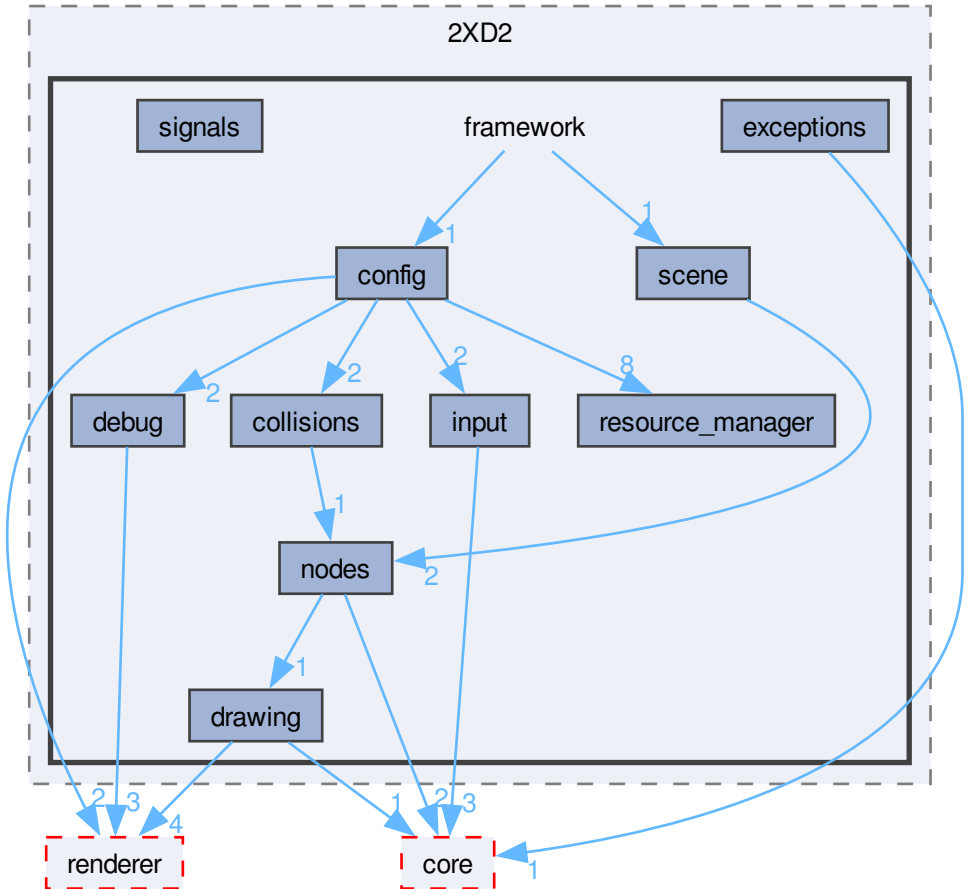 2XD2
signals
framework
exceptions
1
1
config
scene
2
2
2
8
debug
collisions
input
resource_manager
1
nodes
2
1
drawing
2
3
4
1
2
3
renderer
core
1